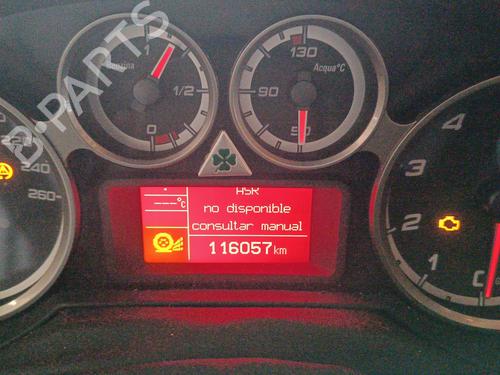 1
Benzina
1/2
0
130
Acqua°C
90
50
240
260
4
3
2
1
C
ASR
----°C
no disponible
consultar manual
116057 km
B-PARTS